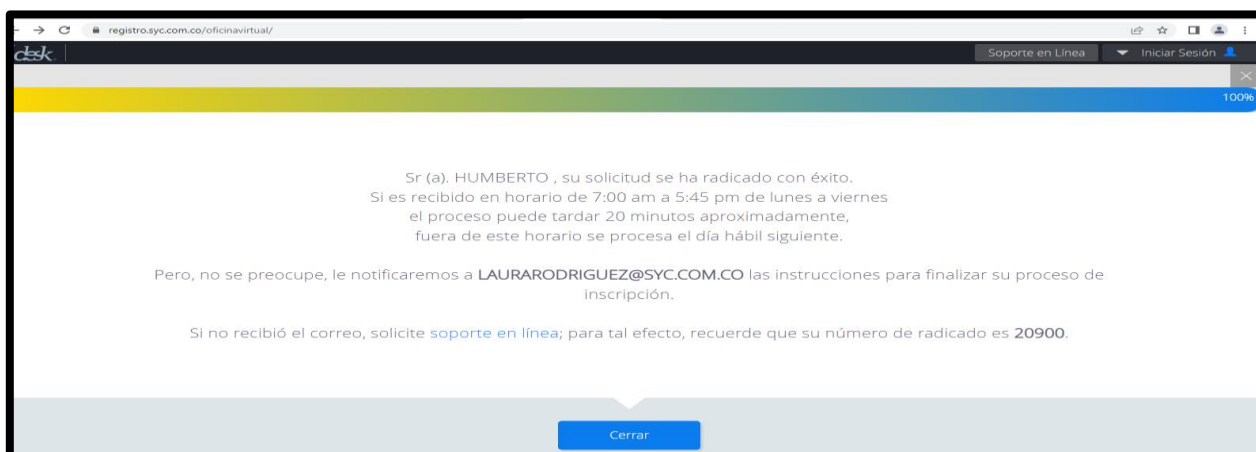 registro.syc.com.co/oficinavirtual/
desk Soporte en Línea Iniciar Sesión
100%
Sr (a). HUMBERTO , su solicitud se ha radicado con éxito.
Si es recibido en horario de 7:00 am a 5:45 pm de lunes a viernes
el proceso puede tardar 20 minutos aproximadamente,
fuera de este horario se procesa el día hábil siguiente.
Pero, no se preocupe, le notificaremos a LAURARODRIGUEZ@SYC.COM.CO las instrucciones para finalizar su proceso de
inscripción.
Si no recibió el correo, solicite soporte en línea; para tal efecto, recuerde que su número de radicado es 20900.
Cerrar